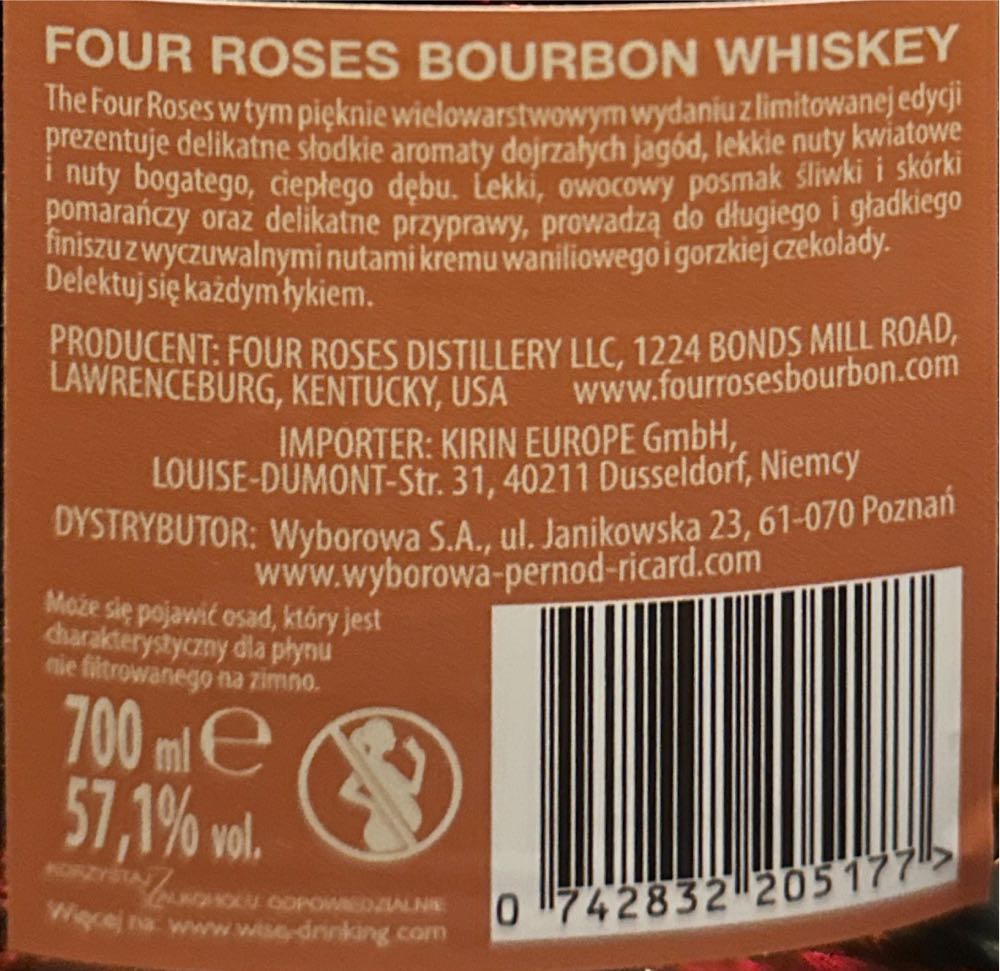 FOUR ROSES BOURBON WHISKEY
The Four Roses w tym pięknie wielowarstwowym wydaniu z limitowanej edycji
prezentuje delikatne słodkie aromaty dojrzałych jagód, lekkie nuty kwiatowe
i nuty bogatego, ciepłego dębu. Lekki, owocowy posmak śliwki i skórki
pomarańczy oraz delikatne przyprawy, prowadzą do długiego i gładkiego
finiszu z wyczuwalnymi nutami kremu waniliowego i gorzkiej czekolady.
Delektuj się każdym łykiem.
PRODUCENT: FOUR ROSES DISTILLERY LLC, 1224 BONDS MILL ROAD,
LAWRENCEBURG, KENTUCKY, USA www.fourrosesbourbon.com
IMPORTER: KIRIN EUROPE GmbH,
LOUISE-DUMONT-Str. 31, 40211 Dusseldorf, Niemcy
DYSTRYBUTOR: Wyborowa S.A., ul. Janikowska 23, 61-070 Poznań
www.wyborowa-pernod-ricard.com
Może się pojawić osad, który jest
charakterystyczny dla płynu
nie filtrowanego na zimno.
700 ml e
57,1% vol.
KORZYSTAJ Z
ALKOHOLU ODPOWIEDZIALNIE
Więcej na: www.wise-drinking.com
0 742832 205177 >